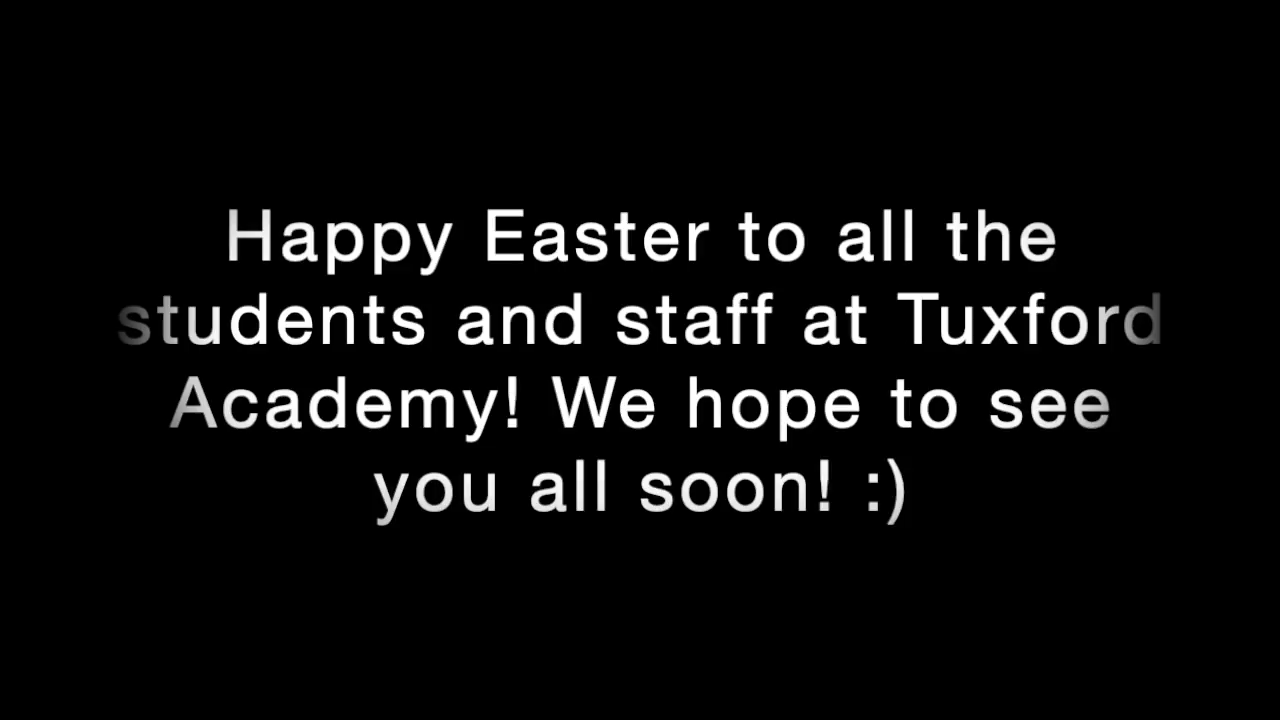 Happy Easter to all the
students and staff at Tuxford
Academy! We hope to see
you all soon! :)